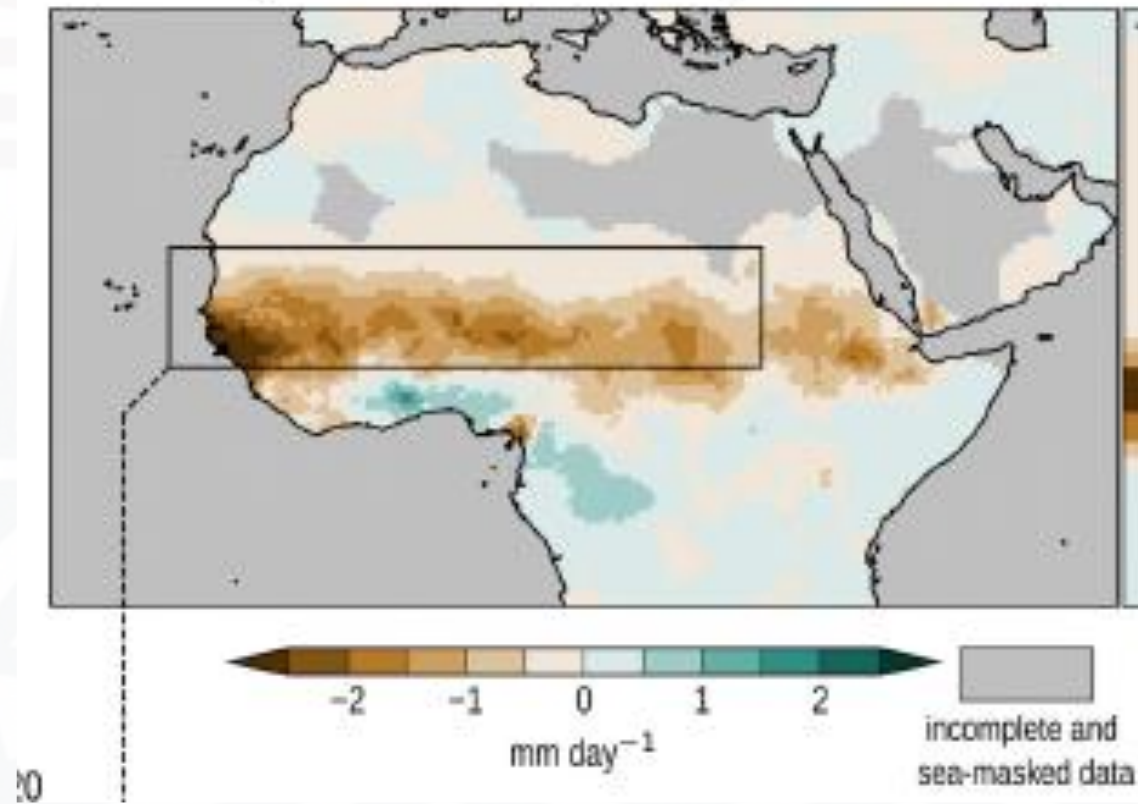 −2 −1 0 1 2
mm day⁻¹
incomplete and
sea-masked data
20